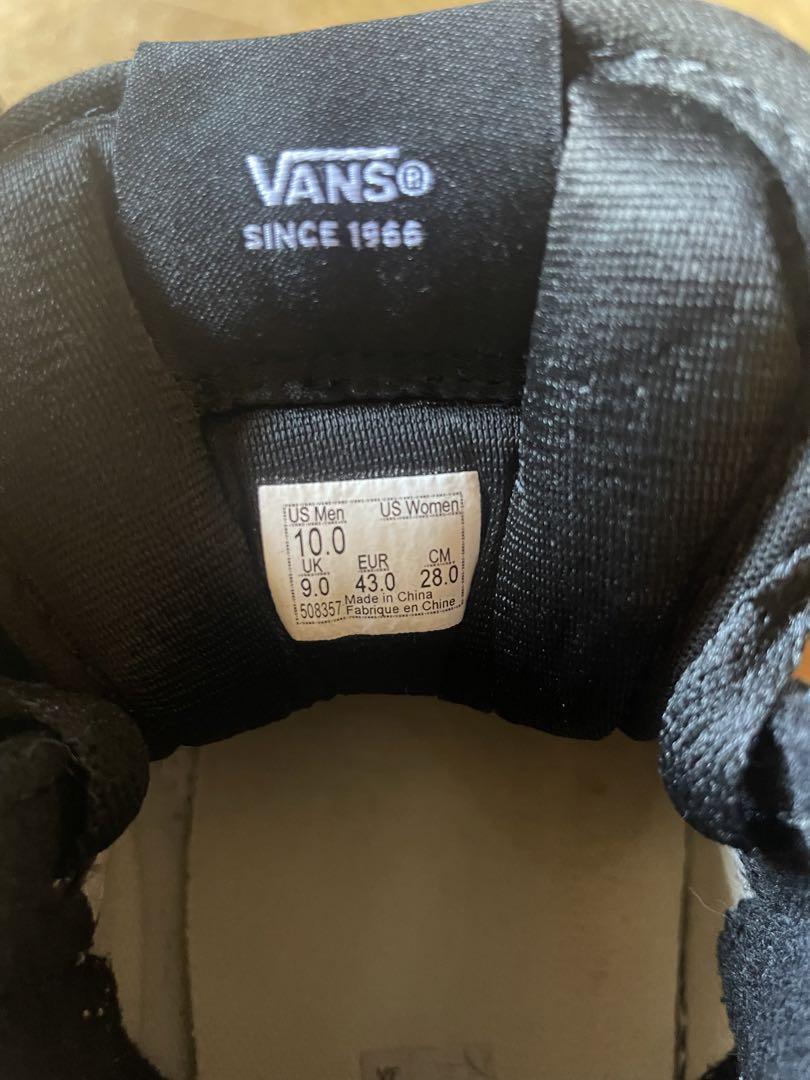 VANS®
SINCE 1966
US Men US Women
10.0
UK EUR CM
9.0 43.0 28.0
508357 Made in China
Fabrique en Chine